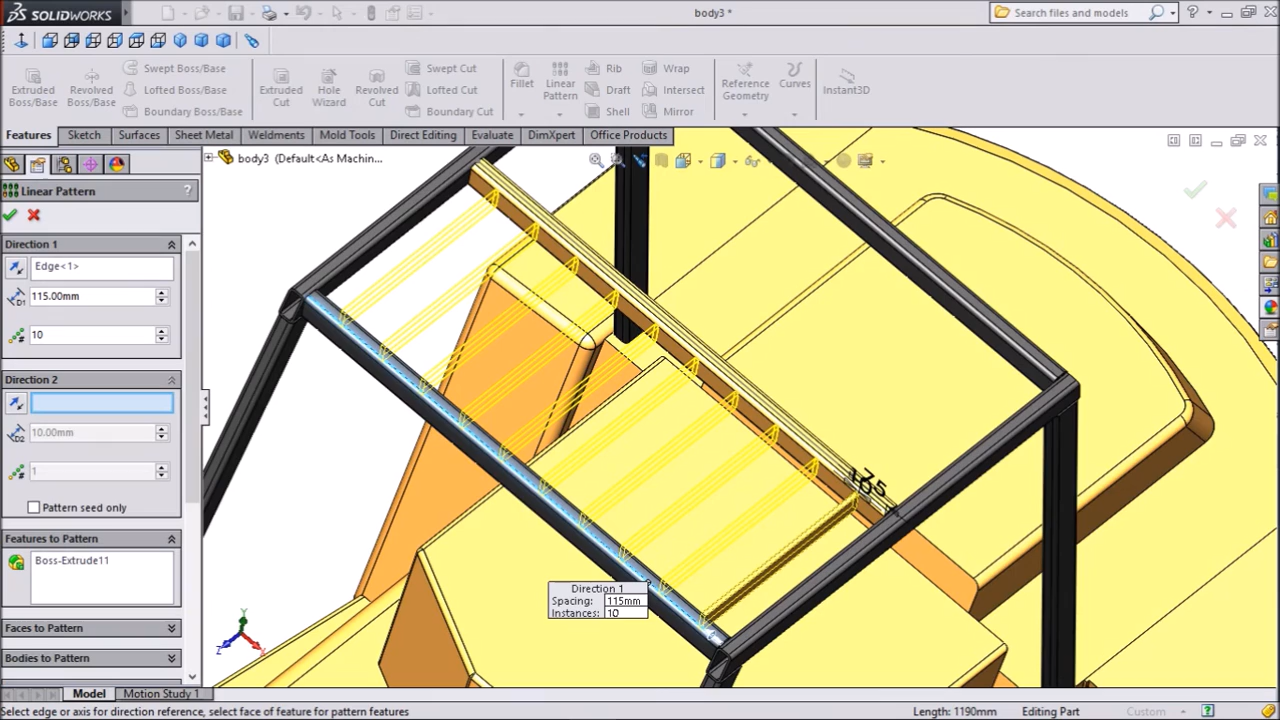 SOLIDWORKS
body3 *
Search files and models
?
Extruded
Boss/Base
Revolved
Boss/Base
Swept Boss/Base
Lofted Boss/Base
Boundary Boss/Base
Extruded
Cut
Hole
Wizard
Revolved
Cut
Swept Cut
Lofted Cut
Boundary Cut
Fillet
Linear
Pattern
Rib
Draft
Shell
Wrap
Intersect
Mirror
Reference
Geometry
Curves
Instant3D
Features Sketch Surfaces Sheet Metal Weldments Mold Tools Direct Editing Evaluate DimXpert Office Products
body3 (Default<As Machin...
Linear Pattern ?
Direction 1
Edge<1>
115.00mm
10
Direction 2
10.00mm
1
Pattern seed only
Features to Pattern
Boss-Extrude11
Faces to Pattern
Bodies to Pattern
Direction 1
Spacing: 115mm
Instances: 10
Y
Z
X
Model Motion Study 1
Select edge or axis for direction reference, select face of feature for pattern features Length: 1190mm Editing Part Custom ?